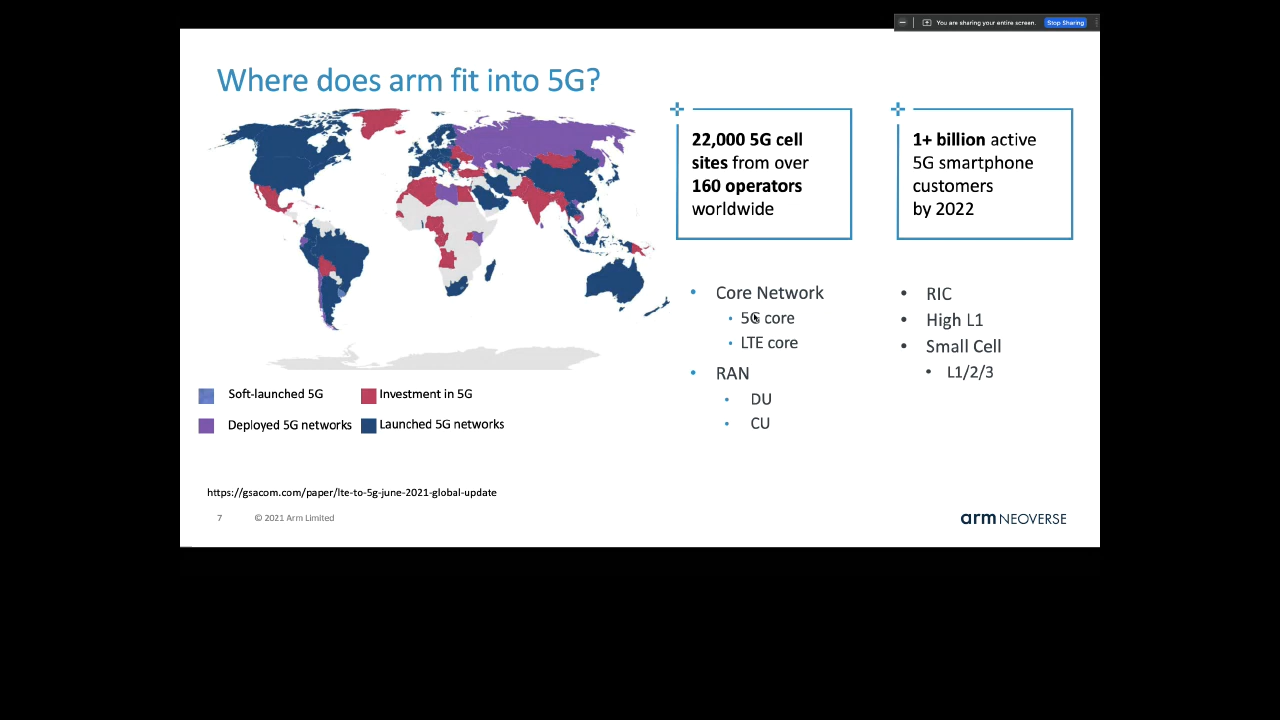 You are sharing your entire screen. Stop Sharing
Where does arm fit into 5G?
22,000 5G cell
sites from over
160 operators
worldwide
1+ billion active
5G smartphone
customers
by 2022
Core Network
5G core
LTE core
RAN
DU
CU
RIC
High L1
Small Cell
L1/2/3
Soft-launched 5G
Investment in 5G
Deployed 5G networks
Launched 5G networks
https://gsacom.com/paper/lte-to-5g-june-2021-global-update
7 © 2021 Arm Limited
arm NEOVERSE